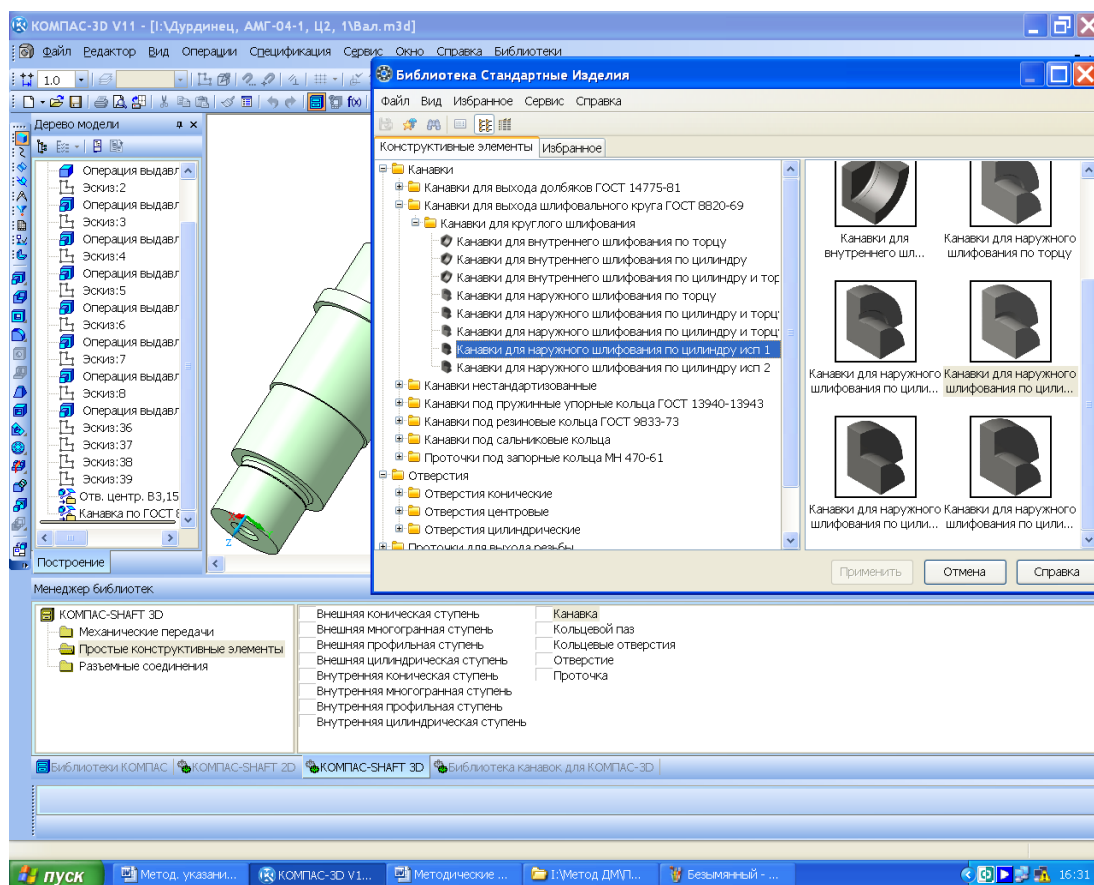 КОМПАС-3D V11 - [I:\Дурдинец, АМГ-04-1, Ц2, 1\Вал.m3d]
Файл Редактор Вид Операции Спецификация Сервис Окно Справка Библиотеки
1.0
f(x)
Дерево модели
Операция выдавл
Эскиз:2
Операция выдавл
Эскиз:3
Операция выдавл
Эскиз:4
Операция выдавл
Эскиз:5
Операция выдавл
Эскиз:6
Операция выдавл
Эскиз:7
Операция выдавл
Эскиз:8
Операция выдавл
Эскиз:36
Эскиз:37
Эскиз:38
Эскиз:39
Отв. центр. В3,15
Канавка по ГОСТ 8
Построение
Z
Библиотека Стандартные Изделия
Файл Вид Избранное Сервис Справка
Конструктивные элементы Избранное
Канавки
Канавки для выхода долбяков ГОСТ 14775-81
Канавки для выхода шлифовального круга ГОСТ 8820-69
Канавки для круглого шлифования
Канавки для внутреннего шлифования по торцу
Канавки для внутреннего шлифования по цилиндру
Канавки для внутреннего шлифования по цилиндру и тор
Канавки для наружного шлифования по торцу
Канавки для наружного шлифования по цилиндру и торц
Канавки для наружного шлифования по цилиндру и торц
Канавки для наружного шлифования по цилиндру исп 1
Канавки для наружного шлифования по цилиндру исп 2
Канавки нестандартизованные
Канавки под пружинные упорные кольца ГОСТ 13940-13943
Канавки под резиновые кольца ГОСТ 9833-73
Канавки под сальниковые кольца
Проточки под запорные кольца МН 470-61
Отверстия
Отверстия конические
Отверстия центровые
Отверстия цилиндрические
Проточки для выхода резьбы
Канавки для внутреннего шл...
Канавки для наружного шлифования по торцу
Канавки для наружного шлифования по цили...
Канавки для наружного шлифования по цили...
Канавки для наружного шлифования по цили...
Канавки для наружного шлифования по цили...
Применить Отмена Справка
Менеджер библиотек
КОМПАС-SHAFT 3D
Механические передачи
Простые конструктивные элементы
Разъемные соединения
Внешняя коническая ступень
Внешняя многогранная ступень
Внешняя профильная ступень
Внешняя цилиндрическая ступень
Внутренняя коническая ступень
Внутренняя многогранная ступень
Внутренняя профильная ступень
Внутренняя цилиндрическая ступень
Канавка
Кольцевой паз
Кольцевые отверстия
Отверстие
Проточка
Библиотеки КОМПАС КОМПАС-SHAFT 2D КОМПАС-SHAFT 3D Библиотека канавок для КОМПАС-3D
пуск Метод. указани... КОМПАС-3D V1... Методические ... I:\Метод ДМ\П... Безымянный - ... 16:31